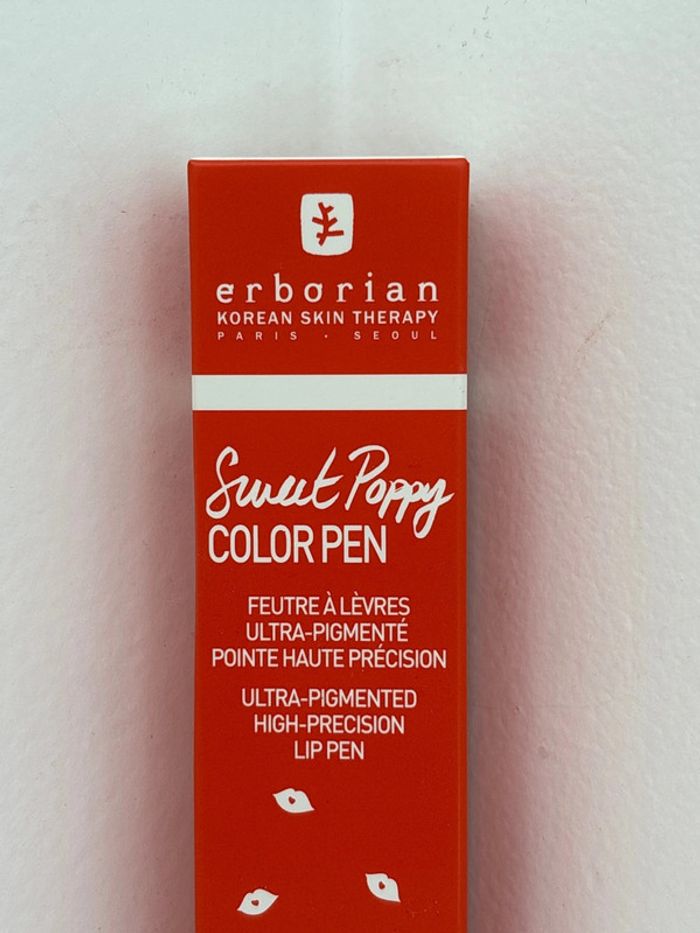 erborian
KOREAN SKIN THERAPY
PARIS · SEOUL
Sweet Poppy
COLOR PEN
FEUTRE À LÈVRES
ULTRA-PIGMENTÉ
POINTE HAUTE PRÉCISION
ULTRA-PIGMENTED
HIGH-PRECISION
LIP PEN